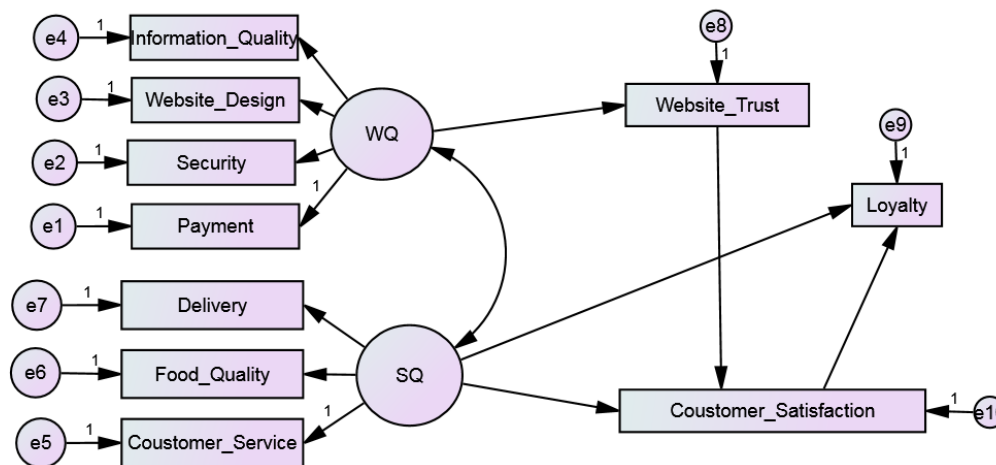 e4
1
Information_Quality
e3
1
Website_Design
e2
1
Security
e1
1
Payment
1
WQ
e8
1
Website_Trust
e9
1
Loyalty
e7
1
Delivery
e6
1
Food_Quality
e5
1
Coustomer_Service
1
SQ
Coustomer_Satisfaction
1